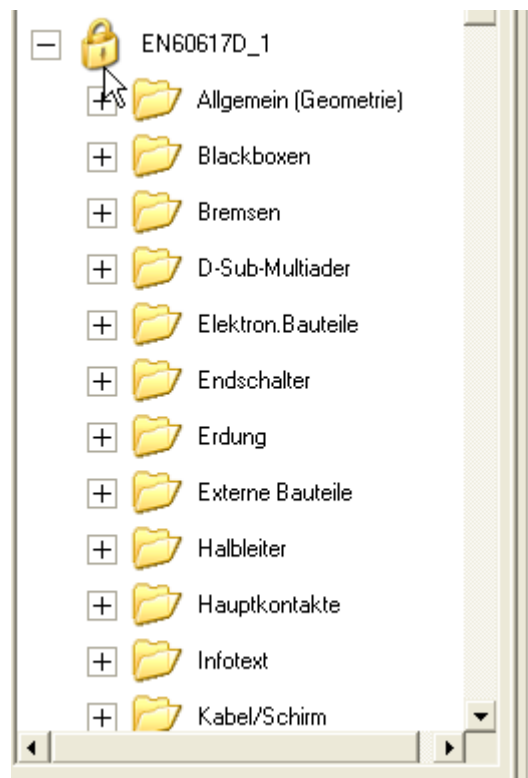 EN60617D_1
Allgemein (Geometrie)
Blackboxen
Bremsen
D-Sub-Multiader
Elektron.Bauteile
Endschalter
Erdung
Externe Bauteile
Halbleiter
Hauptkontakte
Infotext
Kabel/Schirm